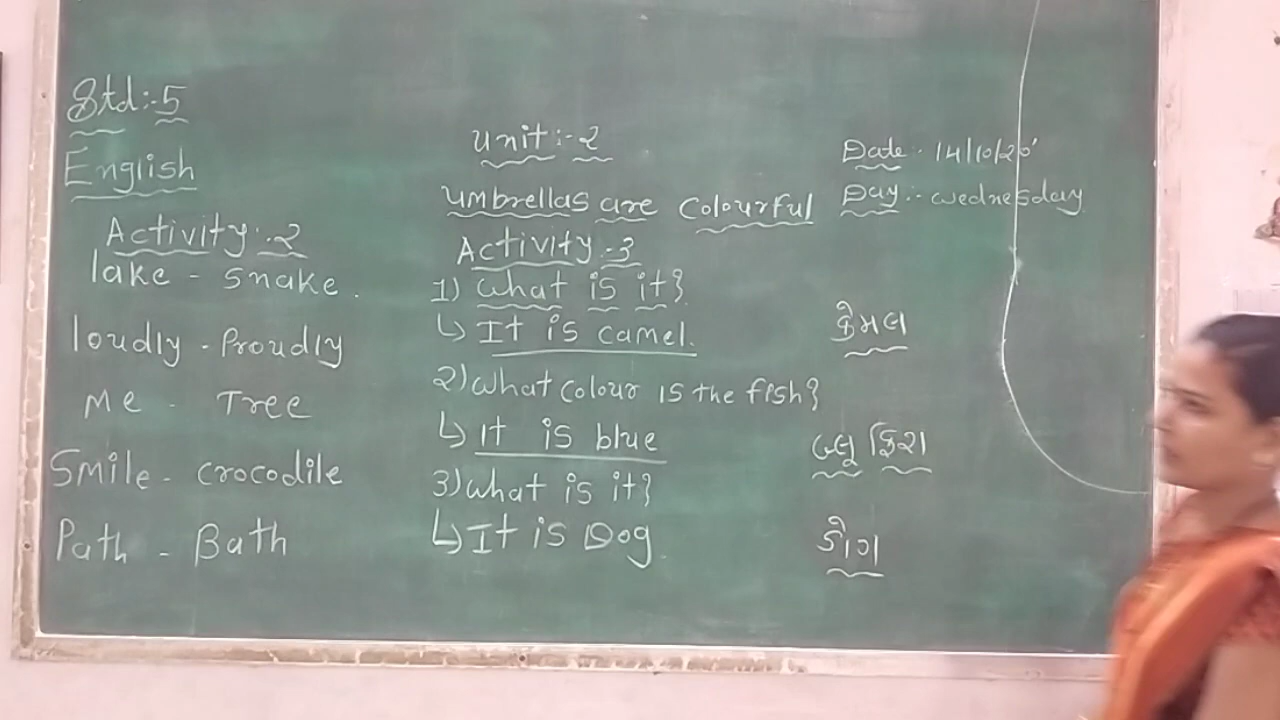 Std:-5
English
Activity:-2
lake - snake.
loudly - Proudly
Me - Tree
Smile - crocodile
Path - Bath
Unit:-2
Umbrellas are Colourful
Activity:-3
1) What is it?
↳ It is camel.
2) What colour is the fish?
↳ It is blue
3) What is it?
↳ It is Dog.
Date:- 14/10/20'
Day:- Wednesday
કેમલ
બ્લુ ફિશ
ડોગ